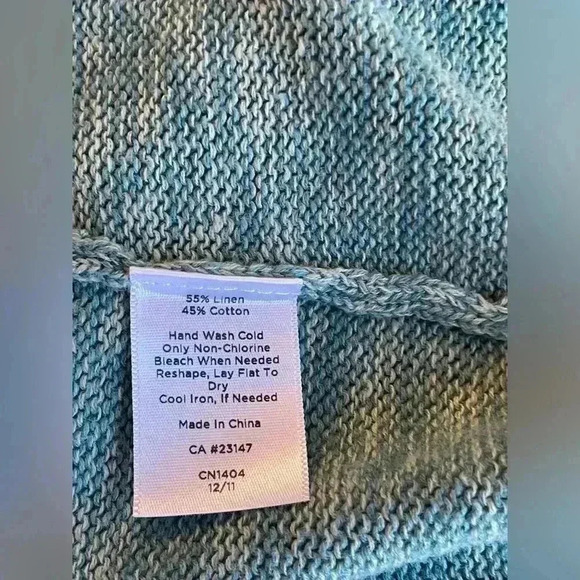 55% Linen
45% Cotton
Hand Wash Cold
Only Non-Chlorine
Bleach When Needed
Reshape, Lay Flat To
Dry
Cool Iron, If Needed
Made In China
CA #23147
CN1404
12/11